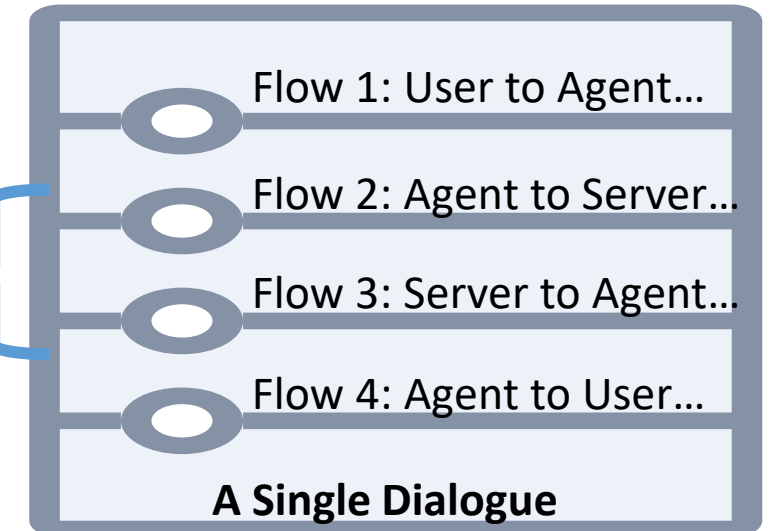 Flow 1: User to Agent…
Flow 2: Agent to Server…
Flow 3: Server to Agent…
Flow 4: Agent to User…
A Single Dialogue